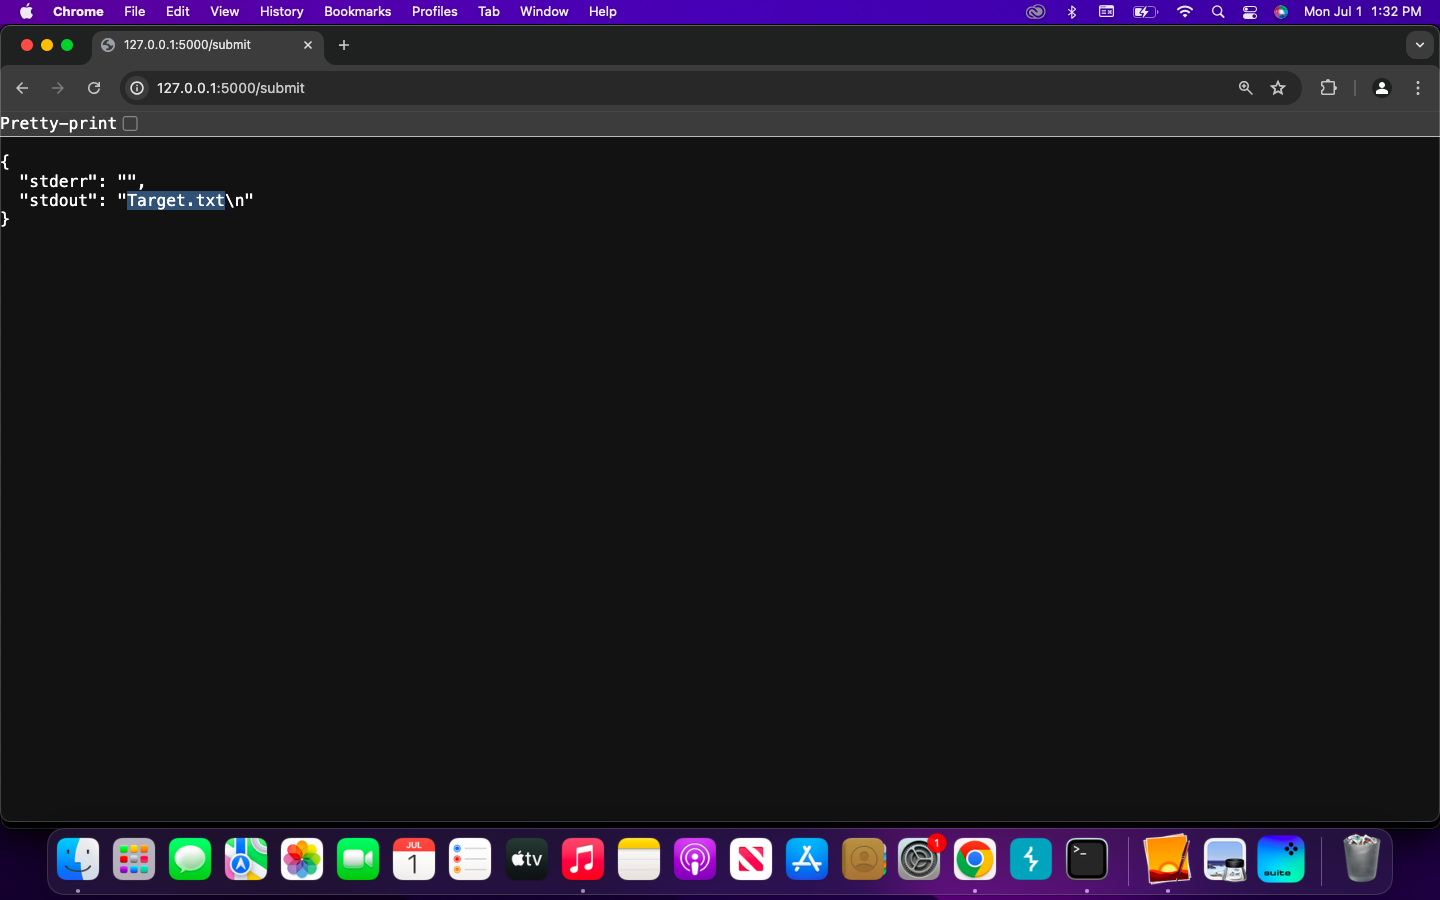 Chrome File Edit View History Bookmarks Profiles Tab Window Help Mon Jul 1 1:32 PM
127.0.0.1:5000/submit
127.0.0.1:5000/submit
Pretty-print
{
"stderr": "",
"stdout": "Target.txt\n"
}
JUL
1
tv
1
>_
suite